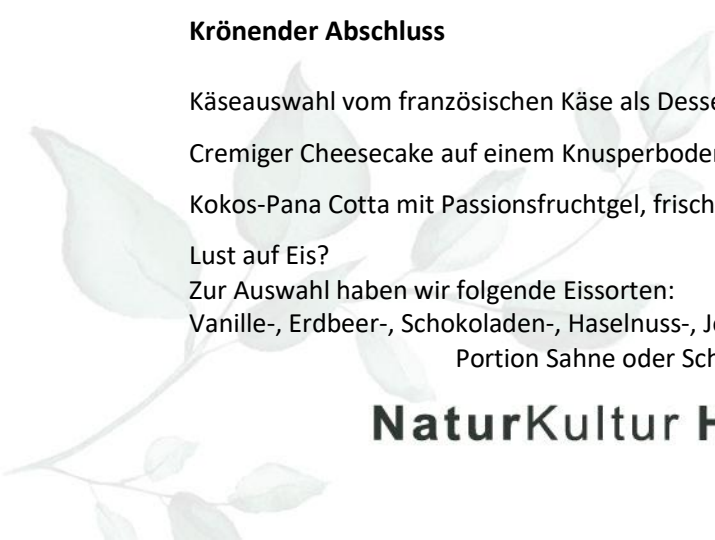 Krönender Abschluss
Käseauswahl vom französischen Käse als
Cremiger Cheesecake auf einem
Kokos-Pana Cotta mit Passionsfruchtgel, frisch
Lust auf Eis?
Zur Auswahl haben wir folgende Eissorten:
Vanille-, Erdbeer-, Schokoladen-, Haselnuss-,
Portion Sahne oder
NaturKultur